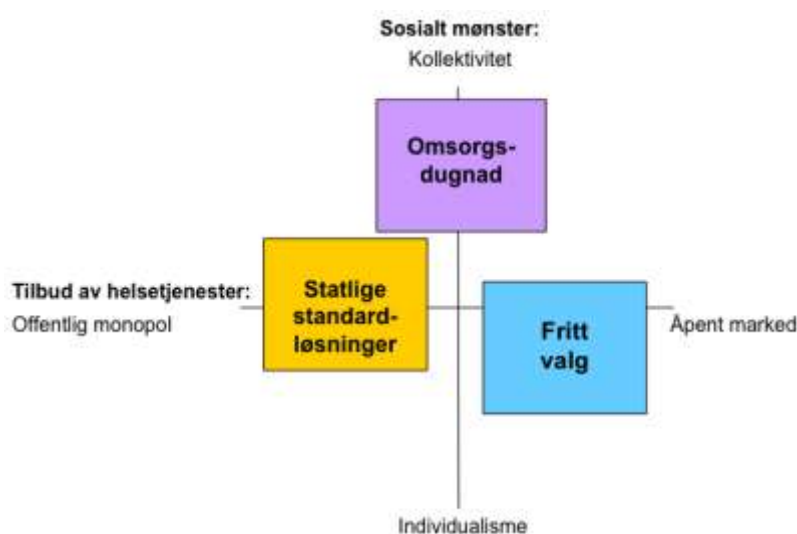 Sosialt mønster:
Kollektivitet
Omsorgs-
dugnad
Tilbud av helsetjenester:
Offentlig monopol
Statlige
standard-
løsninger
Fritt
valg
Åpent marked
Individualisme